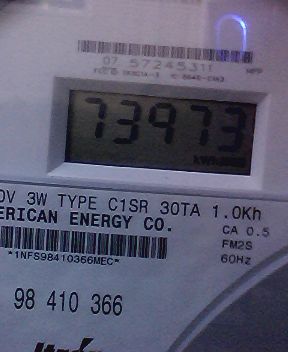 07 57245311
73973
kWh
0V 3W TYPE C1SR 30TA 1.0Kh
ERICAN ENERGY CO.
CA 0.5
FM2S
*1NFS98410366MEC*
60Hz
98 410 366
Itron